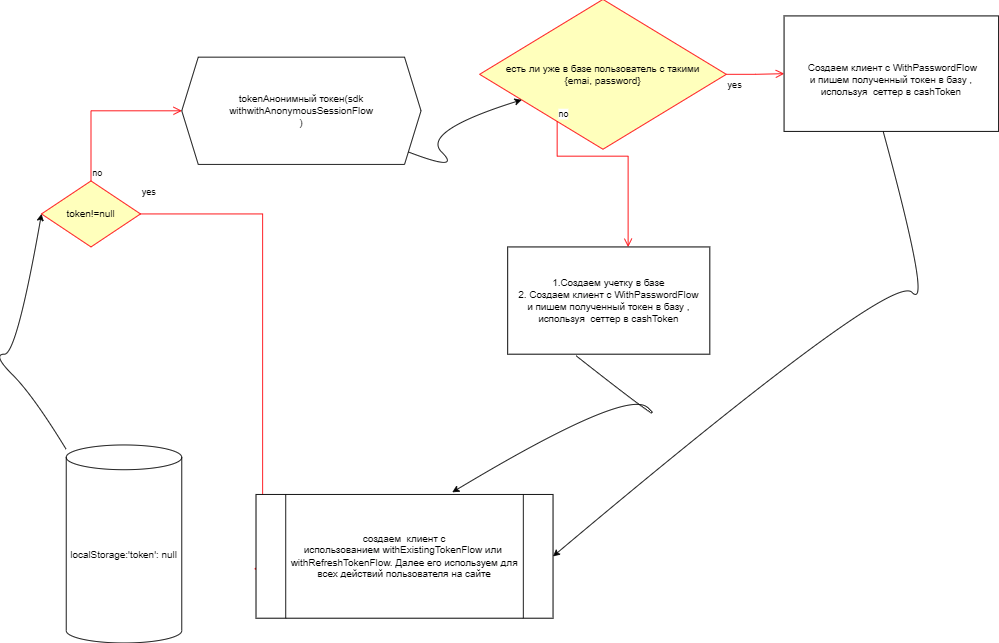 есть ли уже в базе пользователь с такими
{emai, password}
yes
no
Создаем клиент с WithPasswordFlow
и пишем полученный токен в базу ,
используя сеттер в cashToken
tokenАнонимный токен(sdk
withwithAnonymousSessionFlow
)
no
yes
token!=null
1.Создаем учетку в базе
2. Создаем клиент с WithPasswordFlow
и пишем полученный токен в базу ,
используя сеттер в cashToken
localStorage:'token': null
создаем клиент с
использованием withExistingTokenFlow или
withRefreshTokenFlow. Далее его используем для
всех действий пользователя на сайте